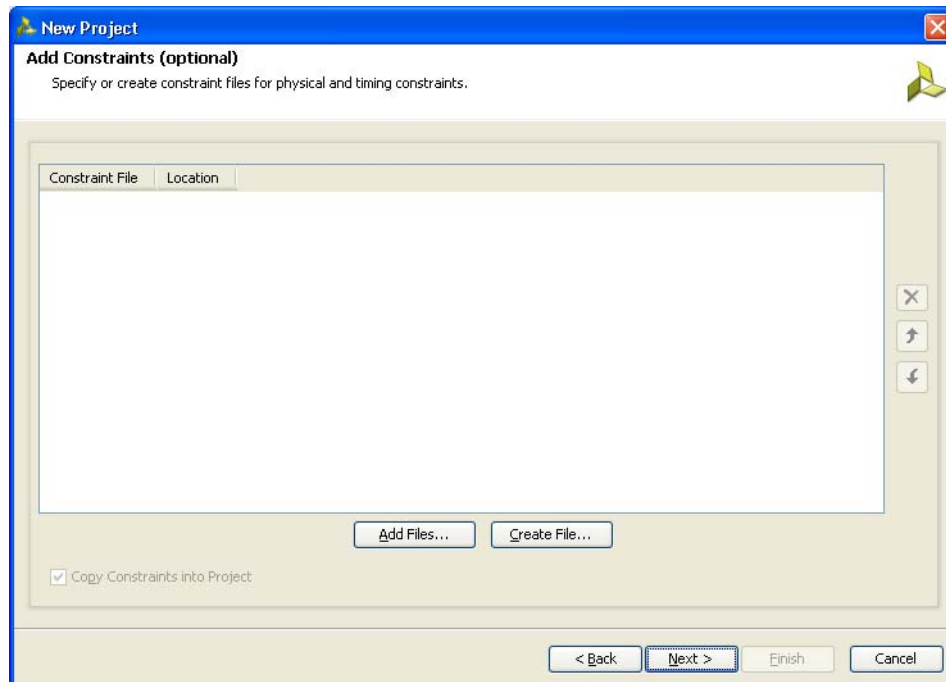 New Project
Add Constraints (optional)
Specify or create constraint files for physical and timing constraints.
Constraint File Location
Add Files... Create File...
Copy Constraints into Project
< Back Next > Finish Cancel